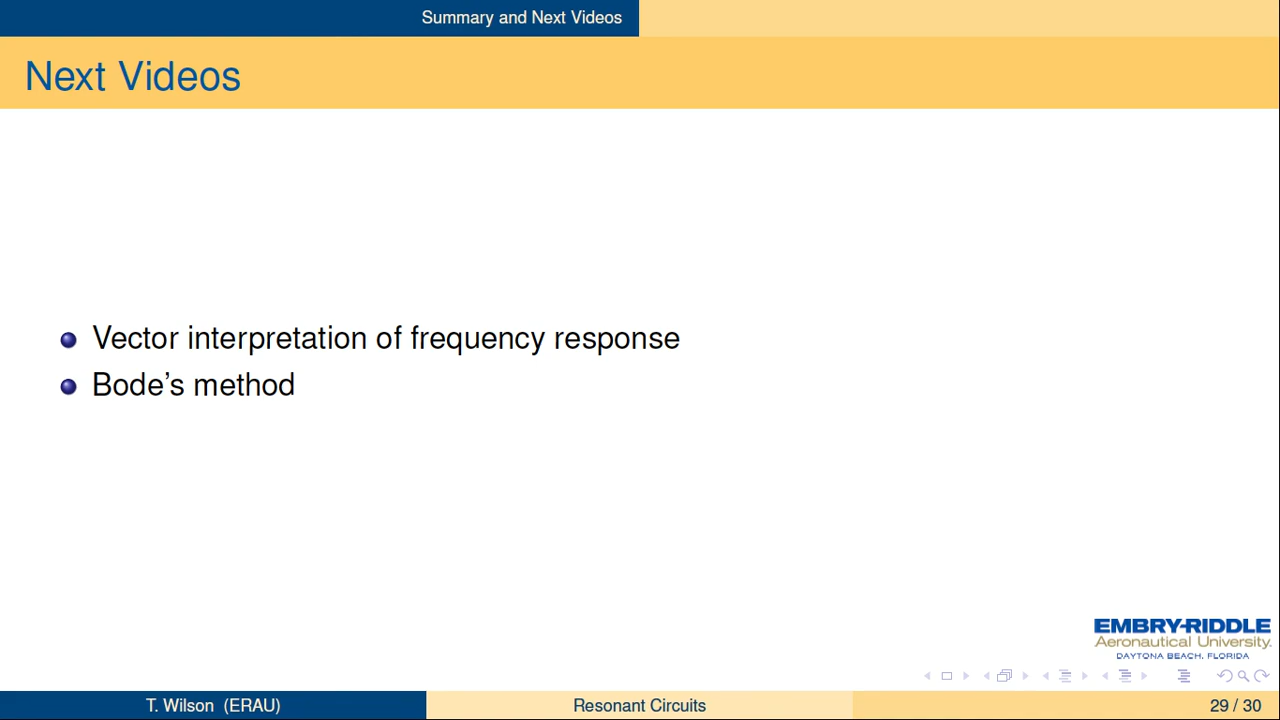 Summary and Next Videos
Next Videos
Vector interpretation of frequency response
Bode's method
EMBRY-RIDDLE
Aeronautical University.
DAYTONA BEACH, FLORIDA
T. Wilson (ERAU)
Resonant Circuits
29 / 30